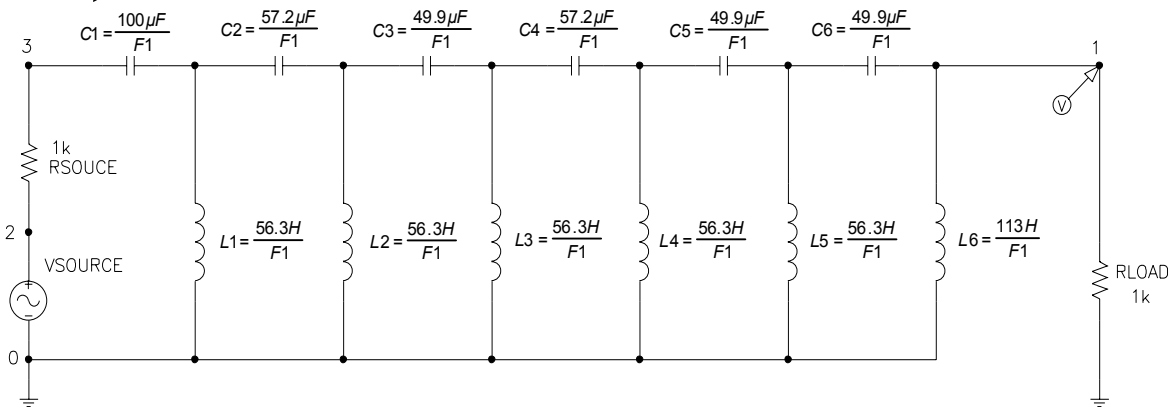 C1=100µF/F1
C2=57.2µF/F1
C3=49.9µF/F1
C4=57.2µF/F1
C5=49.9µF/F1
C6=49.9µF/F1
3
1
V
1k
RSOUCE
2
VSOURCE
L1=56.3H/F1
L2=56.3H/F1
L3=56.3H/F1
L4=56.3H/F1
L5=56.3H/F1
L6=113H/F1
RLOAD
1k
0